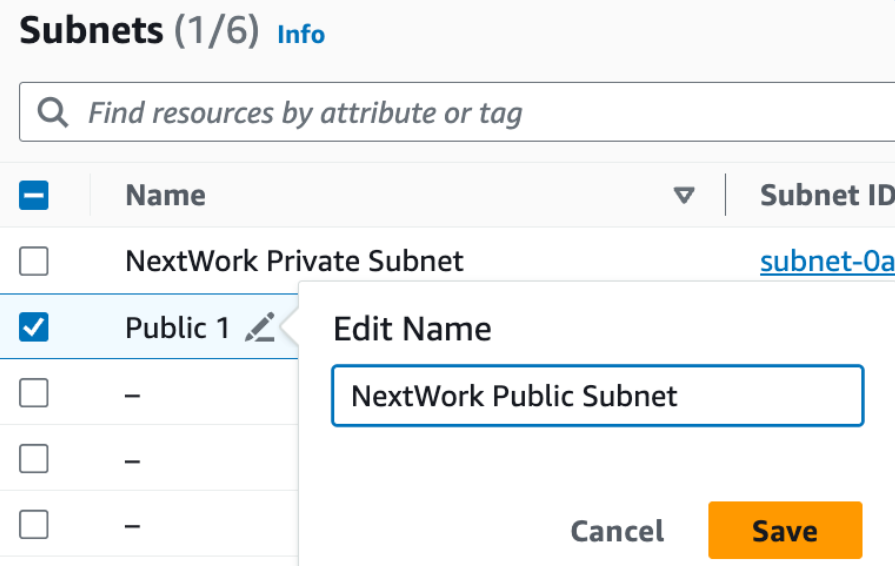 Subnets (1/6) Info
Find resources by attribute or tag
Name Subnet ID
NextWork Private Subnet subnet-0a
Public 1
Edit Name
NextWork Public Subnet
–
–
–
Cancel Save